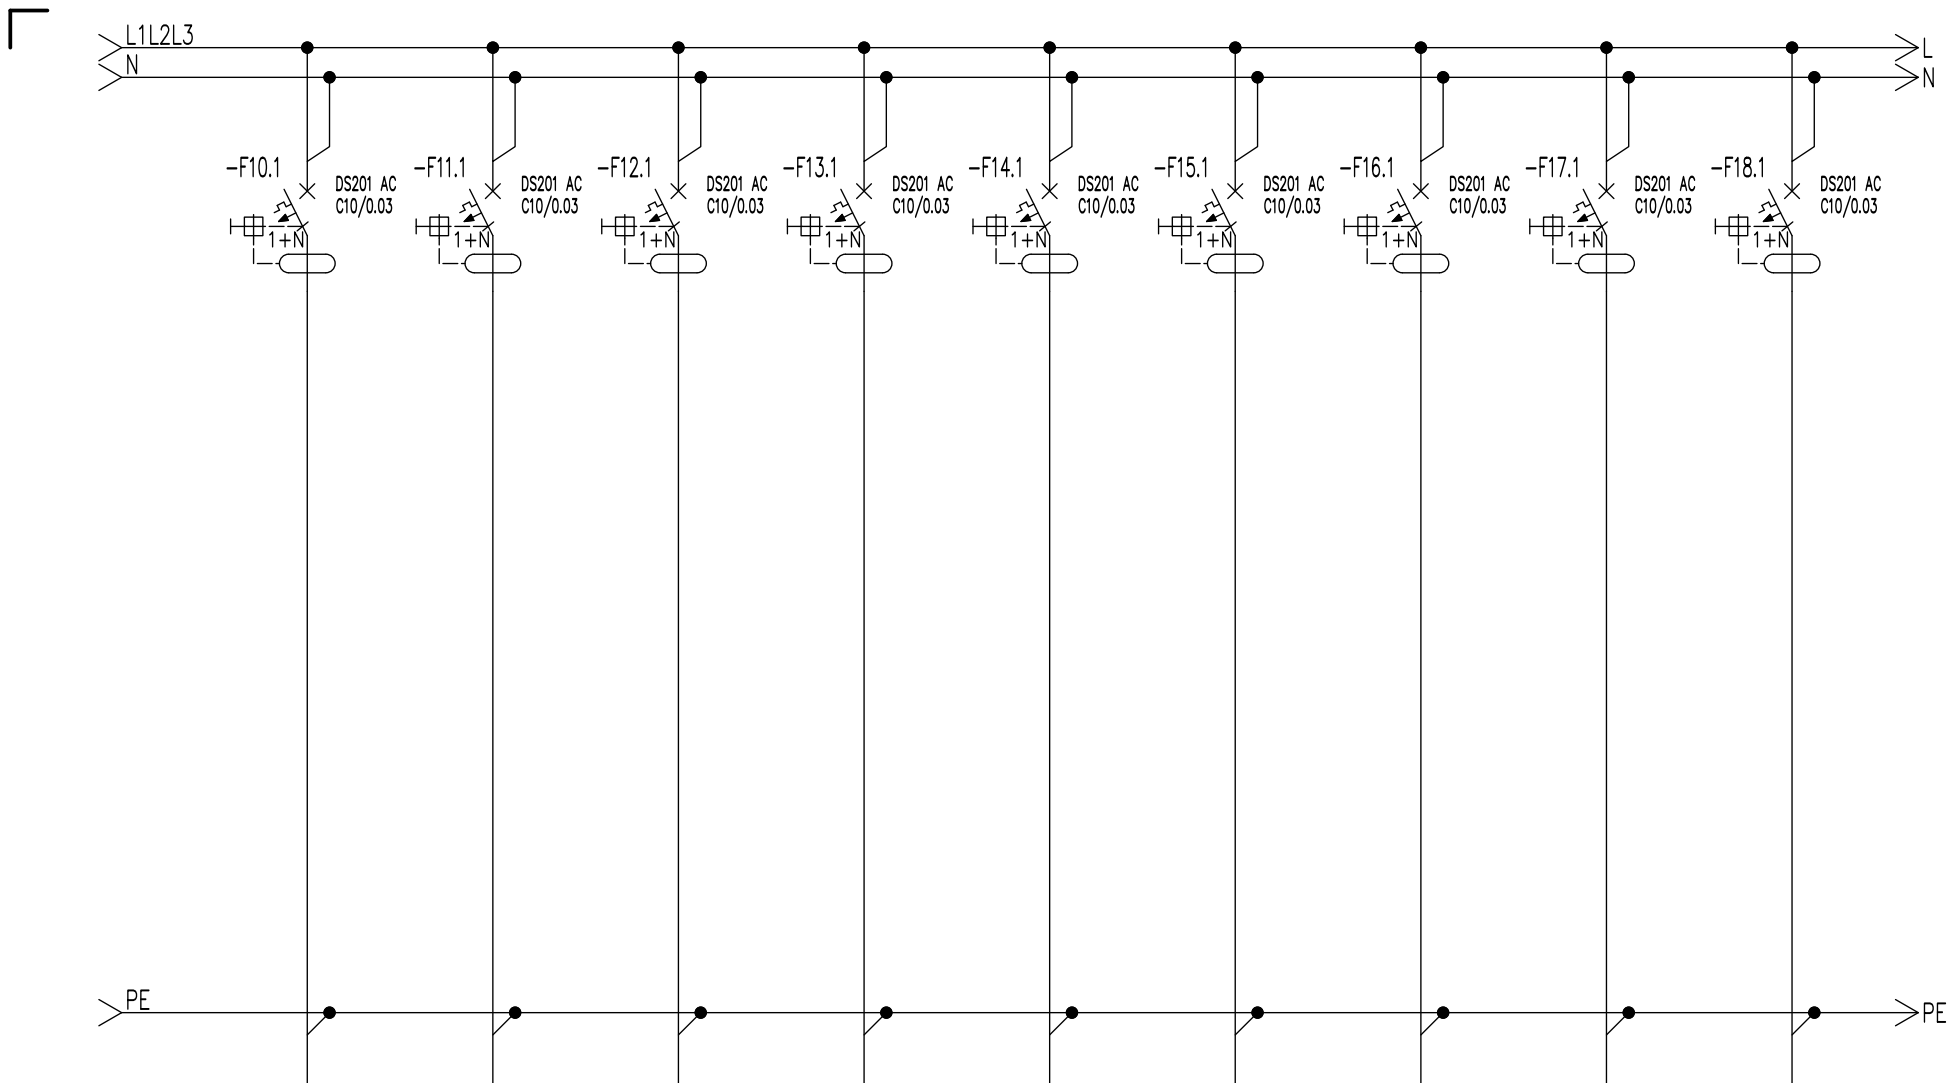 L1L2L3
L
N
N
-F10.1
DS201 AC
C10/0.03
1+N
-F11.1
DS201 AC
C10/0.03
1+N
-F12.1
DS201 AC
C10/0.03
1+N
-F13.1
DS201 AC
C10/0.03
1+N
-F14.1
DS201 AC
C10/0.03
1+N
-F15.1
DS201 AC
C10/0.03
1+N
-F16.1
DS201 AC
C10/0.03
1+N
-F17.1
DS201 AC
C10/0.03
1+N
-F18.1
DS201 AC
C10/0.03
1+N
PE
PE